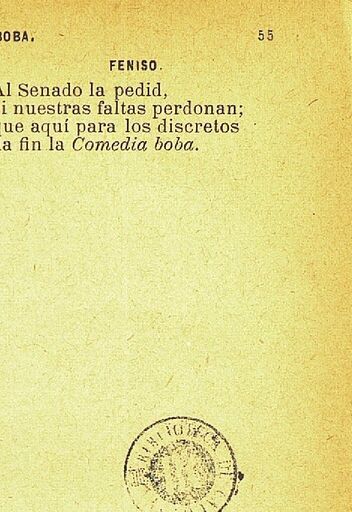 BOBA. 55
FENISO.
Al Senado la pedid,
i nuestras faltas perdonan;
que aquí para los discretos
da fin la Comedia boba.
BIBLIOTECA